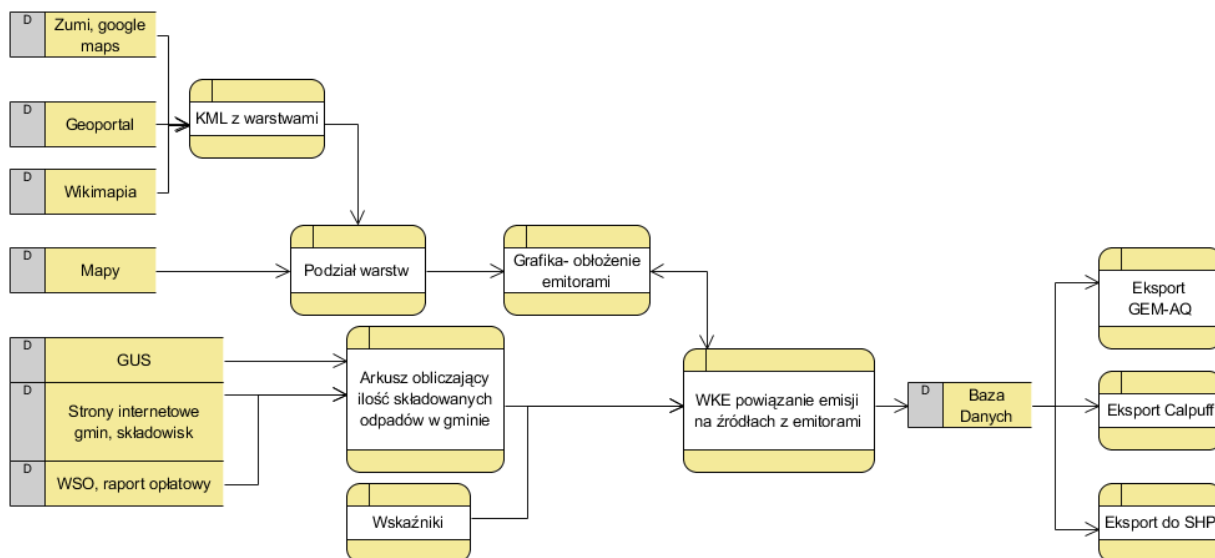 D
Zumi, google
maps
D
Geoportal
D
Wikimapia
KML z warstwami
D
Mapy
Podział warstw
Grafika- obłożenie
emitorami
D
GUS
D
Strony internetowe
gmin, składowisk
D
WSO, raport opłatowy
Arkusz obliczający
ilość składowanych
odpadów w gminie
Wskaźniki
WKE powiązanie emisji
na źródłach z emitorami
D
Baza
Danych
Eksport
GEM-AQ
Eksport Calpuff
Eksport do SHP